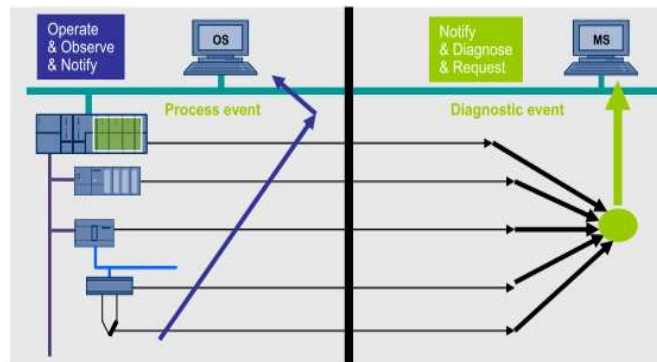 Operate
& Observe
& Notify
OS
Notify
& Diagnose
& Request
MS
Process event
Diagnostic event